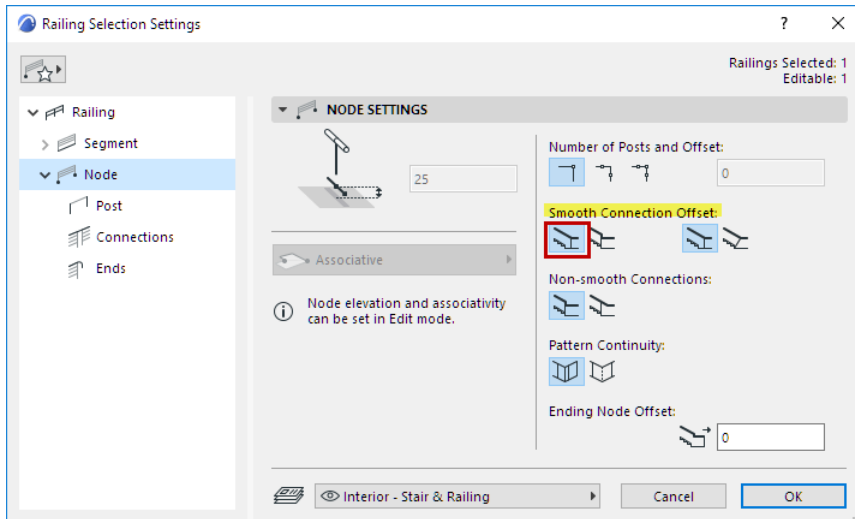 Railing Selection Settings
?
Railings Selected: 1
Editable: 1
Railing
Segment
Node
Post
Connections
Ends
NODE SETTINGS
25
Associative
Node elevation and associativity
can be set in Edit mode.
Number of Posts and Offset:
0
Smooth Connection Offset:
Non-smooth Connections:
Pattern Continuity:
Ending Node Offset:
0
Interior - Stair & Railing
Cancel
OK